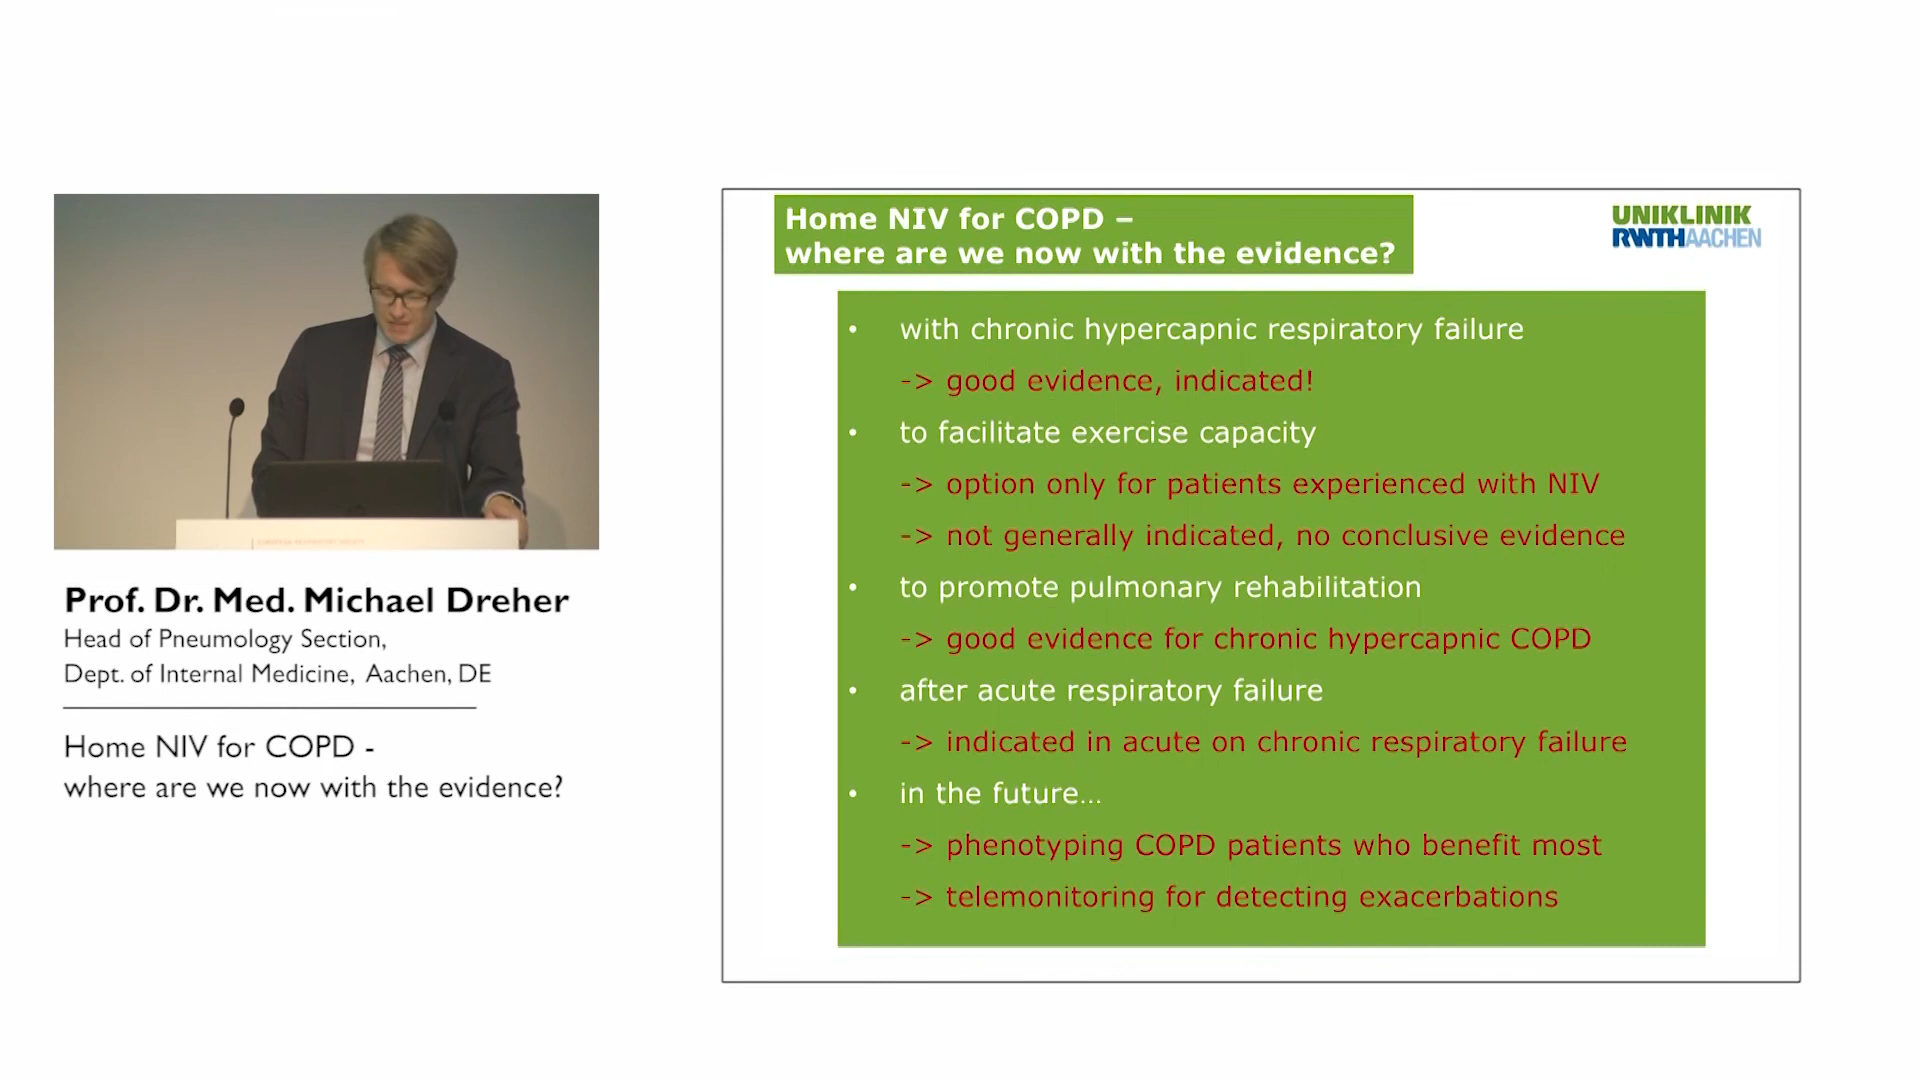 Prof. Dr. Med. Michael Dreher
Head of Pneumology Section,
Dept. of Internal Medicine, Aachen, DE
Home NIV for COPD -
where are we now with the evidence?
Home NIV for COPD –
where are we now with the evidence?
UNIKLINIK
RWTHAACHEN
• with chronic hypercapnic respiratory failure
-> good evidence, indicated!
• to facilitate exercise capacity
-> option only for patients experienced with NIV
-> not generally indicated, no conclusive evidence
• to promote pulmonary rehabilitation
-> good evidence for chronic hypercapnic COPD
• after acute respiratory failure
-> indicated in acute on chronic respiratory failure
• in the future…
-> phenotyping COPD patients who benefit most
-> telemonitoring for detecting exacerbations